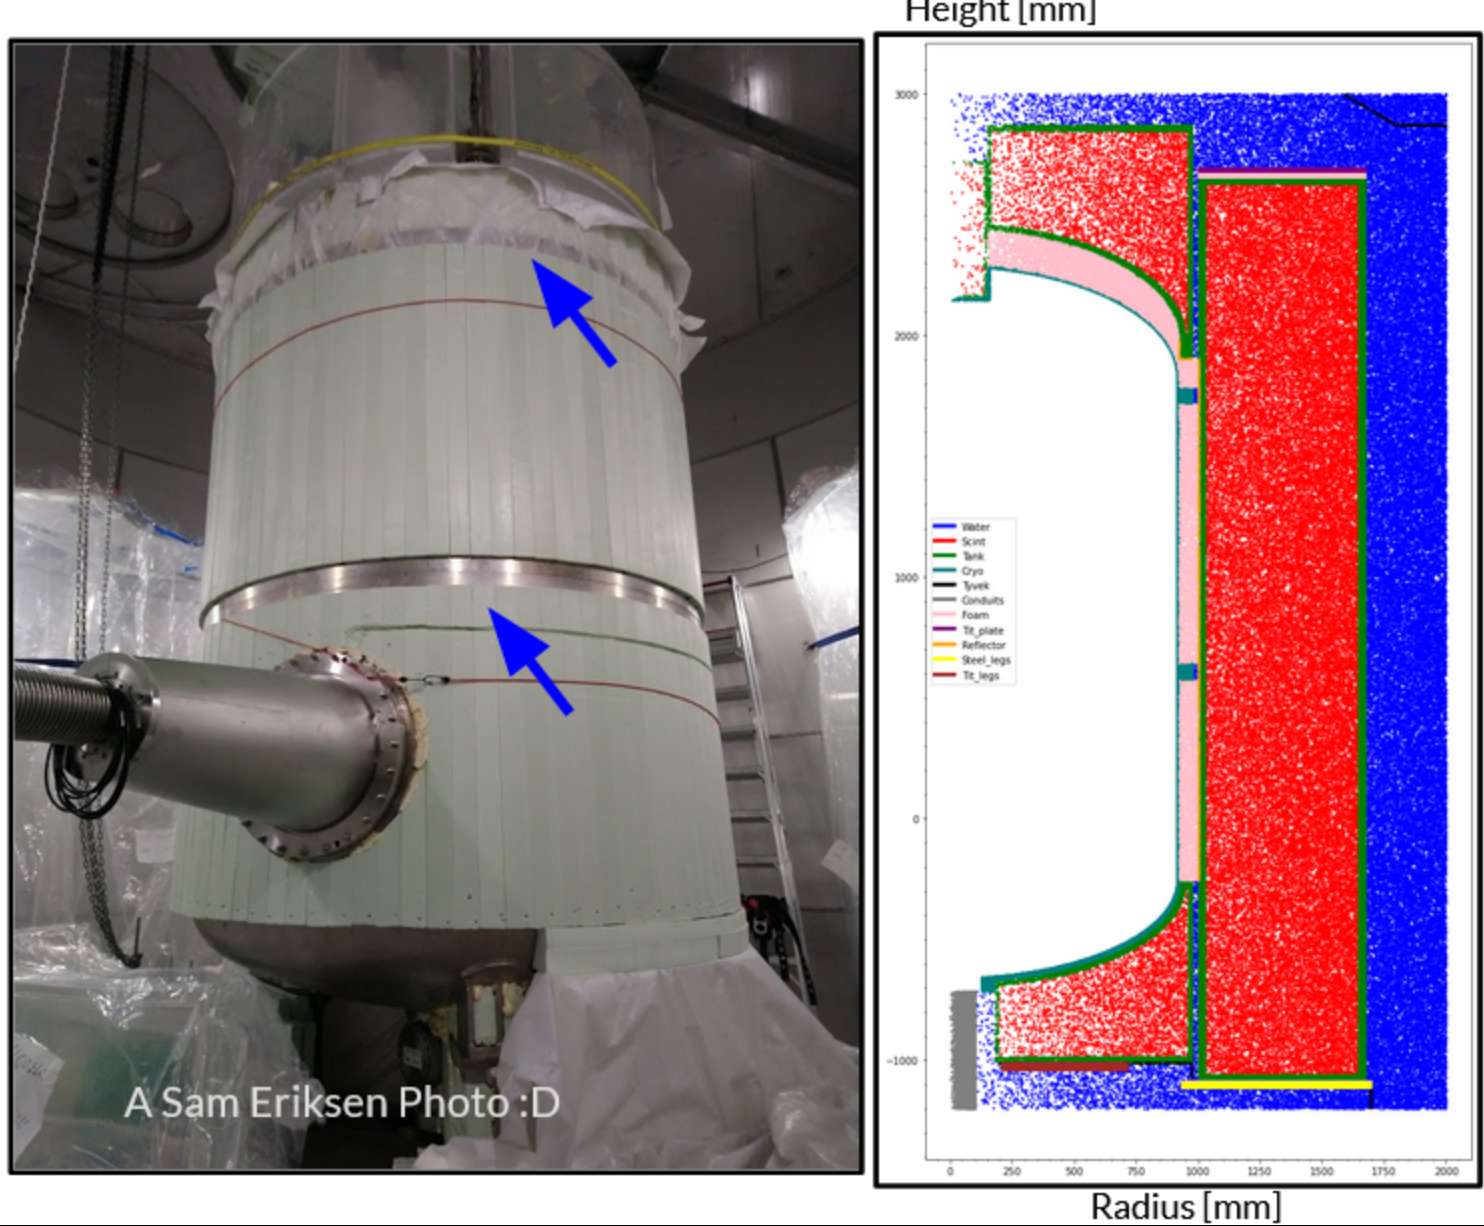 Height [mm]
A Sam Eriksen Photo :D
3000
2000
1000
0
−1000
Water
Scint
Tank
Cryo
Tyvek
Conduits
Foam
Tit_plate
Reflector
Steel_legs
Tit_legs
0 250 500 750 1000 1250 1500 1750 2000
Radius [mm]